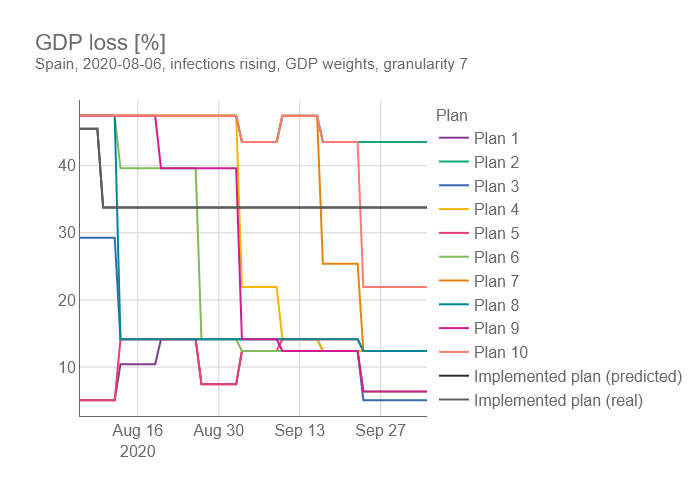 GDP loss [%]
Spain, 2020-08-06, infections rising, GDP weights, granularity 7
Plan
Plan 1
Plan 2
Plan 3
Plan 4
Plan 5
Plan 6
Plan 7
Plan 8
Plan 9
Plan 10
Implemented plan (predicted)
Implemented plan (real)
40
30
20
10
Aug 16
2020
Aug 30
Sep 13
Sep 27